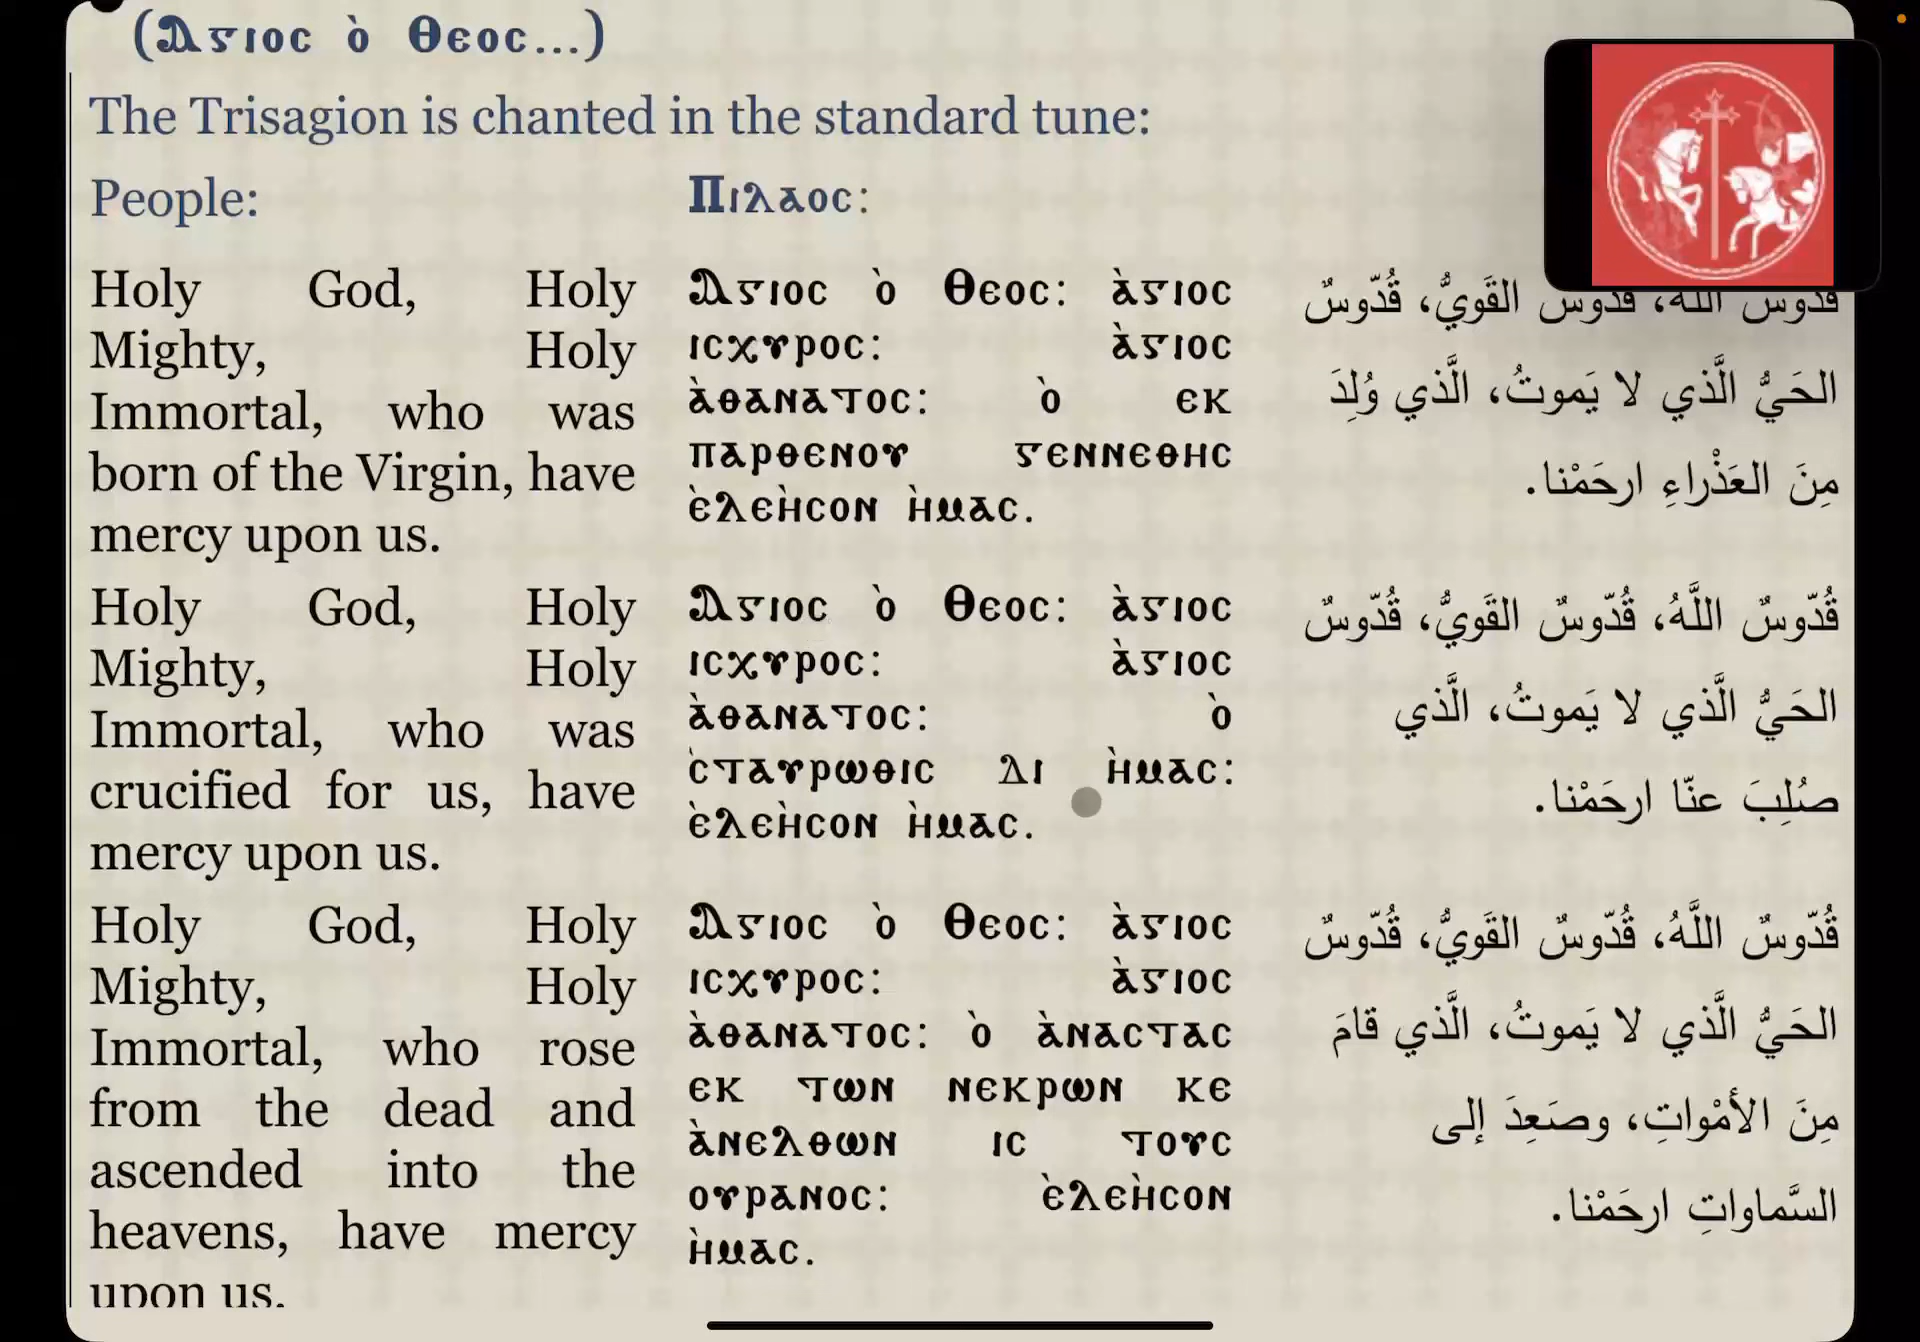 (Ⲁⲅⲓⲟⲥ ⲟ̀ Ⲑⲉⲟⲥ...)
The Trisagion is chanted in the standard tune:
People:
Holy God, Holy
Mighty, Holy
Immortal, who was
born of the Virgin, have
mercy upon us.
Holy God, Holy
Mighty, Holy
Immortal, who was
crucified for us, have
mercy upon us.
Holy God, Holy
Mighty, Holy
Immortal, who rose
from the dead and
ascended into the
heavens, have mercy
upon us.
Ⲡⲓⲗⲁⲟⲥ:
Ⲁⲅⲓⲟⲥ ⲟ̀ Ⲑⲉⲟⲥ: ⲁ̀ⲅⲓⲟⲥ
ⲓⲥⲭⲩⲣⲟⲥ: ⲁ̀ⲅⲓⲟⲥ
ⲁ̀ⲑⲁⲛⲁⲧⲟⲥ: ⲟ̀ ⲉⲕ
ⲡⲁⲣⲑⲉⲛⲟⲩ ⲅⲉⲛⲛⲉⲑⲏⲥ
ⲉ̀ⲗⲉⲏ̀ⲥⲟⲛ ⲏ̀ⲙⲁⲥ.
Ⲁⲅⲓⲟⲥ ⲟ̀ Ⲑⲉⲟⲥ: ⲁ̀ⲅⲓⲟⲥ
ⲓⲥⲭⲩⲣⲟⲥ: ⲁ̀ⲅⲓⲟⲥ
ⲁ̀ⲑⲁⲛⲁⲧⲟⲥ: ⲟ̀
ⲥ̀ⲧⲁⲩⲣⲱⲑⲓⲥ ⲇⲓ ⲏ̀ⲙⲁⲥ:
ⲉ̀ⲗⲉⲏ̀ⲥⲟⲛ ⲏ̀ⲙⲁⲥ.
Ⲁⲅⲓⲟⲥ ⲟ̀ Ⲑⲉⲟⲥ: ⲁ̀ⲅⲓⲟⲥ
ⲓⲥⲭⲩⲣⲟⲥ: ⲁ̀ⲅⲓⲟⲥ
ⲁ̀ⲑⲁⲛⲁⲧⲟⲥ: ⲟ̀ ⲁ̀ⲛⲁⲥⲧⲁⲥ
ⲉⲕ ⲧⲱⲛ ⲛⲉⲕⲣⲱⲛ ⲕⲉ
ⲁ̀ⲛⲉⲗⲑⲱⲛ ⲓⲥ ⲧⲟⲩⲥ
ⲟⲩⲣⲁⲛⲟⲥ: ⲉ̀ⲗⲉⲏ̀ⲥⲟⲛ
ⲏ̀ⲙⲁⲥ.
قُدّوسٌ اللَّهُ، قُدّوسٌ القَويُّ، قُدّوسٌ
الحَيُّ الَّذي لا يَموتُ، الَّذي وُلِدَ
مِنَ العَذْراءِ ارحَمْنا.
قُدّوسٌ اللَّهُ، قُدّوسٌ القَويُّ، قُدّوسٌ
الحَيُّ الَّذي لا يَموتُ، الَّذي
صُلِبَ عنّا ارحَمْنا.
قُدّوسٌ اللَّهُ، قُدّوسٌ القَويُّ، قُدّوسٌ
الحَيُّ الَّذي لا يَموتُ، الَّذي قامَ
مِنَ الأمْواتِ، وصَعِدَ إلى
السَّماواتِ ارحَمْنا.